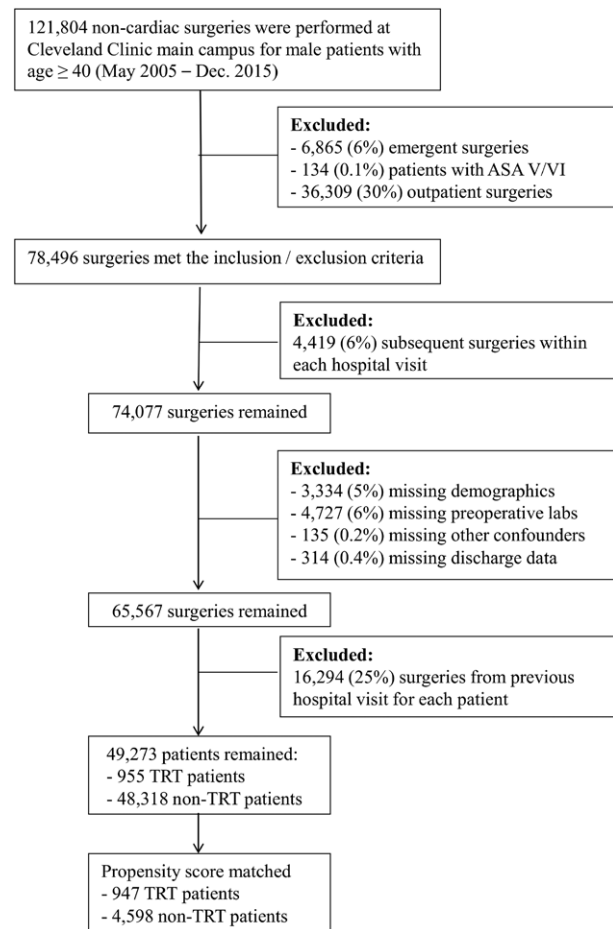 121,804 non-cardiac surgeries were performed at
Cleveland Clinic main campus for male patients with
age ≥ 40 (May 2005 – Dec. 2015)
Excluded:
- 6,865 (6%) emergent surgeries
- 134 (0.1%) patients with ASA V/VI
- 36,309 (30%) outpatient surgeries
78,496 surgeries met the inclusion / exclusion criteria
Excluded:
4,419 (6%) subsequent surgeries within
each hospital visit
74,077 surgeries remained
Excluded:
- 3,334 (5%) missing demographics
- 4,727 (6%) missing preoperative labs
- 135 (0.2%) missing other confounders
- 314 (0.4%) missing discharge data
65,567 surgeries remained
Excluded:
16,294 (25%) surgeries from previous
hospital visit for each patient
49,273 patients remained:
- 955 TRT patients
- 48,318 non-TRT patients
Propensity score matched
- 947 TRT patients
- 4,598 non-TRT patients